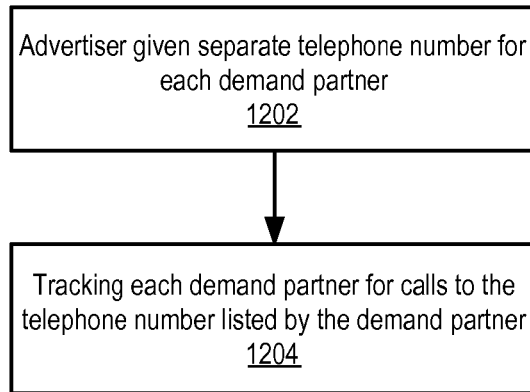 Advertiser given separate telephone number for
each demand partner
1202
Tracking each demand partner for calls to the
telephone number listed by the demand partner
1204